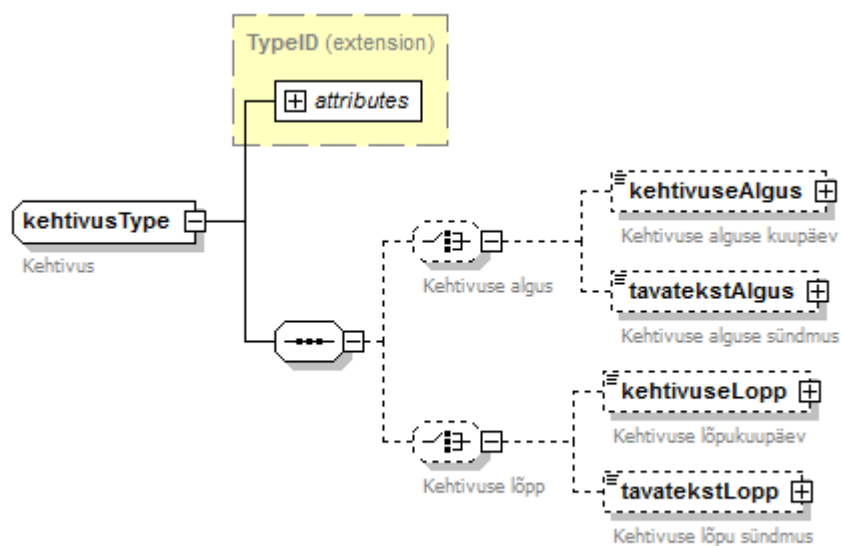 TypeID (extension)
attributes
kehtivusType
Kehtivus
Kehtivuse algus
kehtivuseAlgus
Kehtivuse alguse kuupäev
tavatekstAlgus
Kehtivuse alguse sündmus
Kehtivuse lõpp
kehtivuseLopp
Kehtivuse lõpukuupäev
tavatekstLopp
Kehtivuse lõpu sündmus